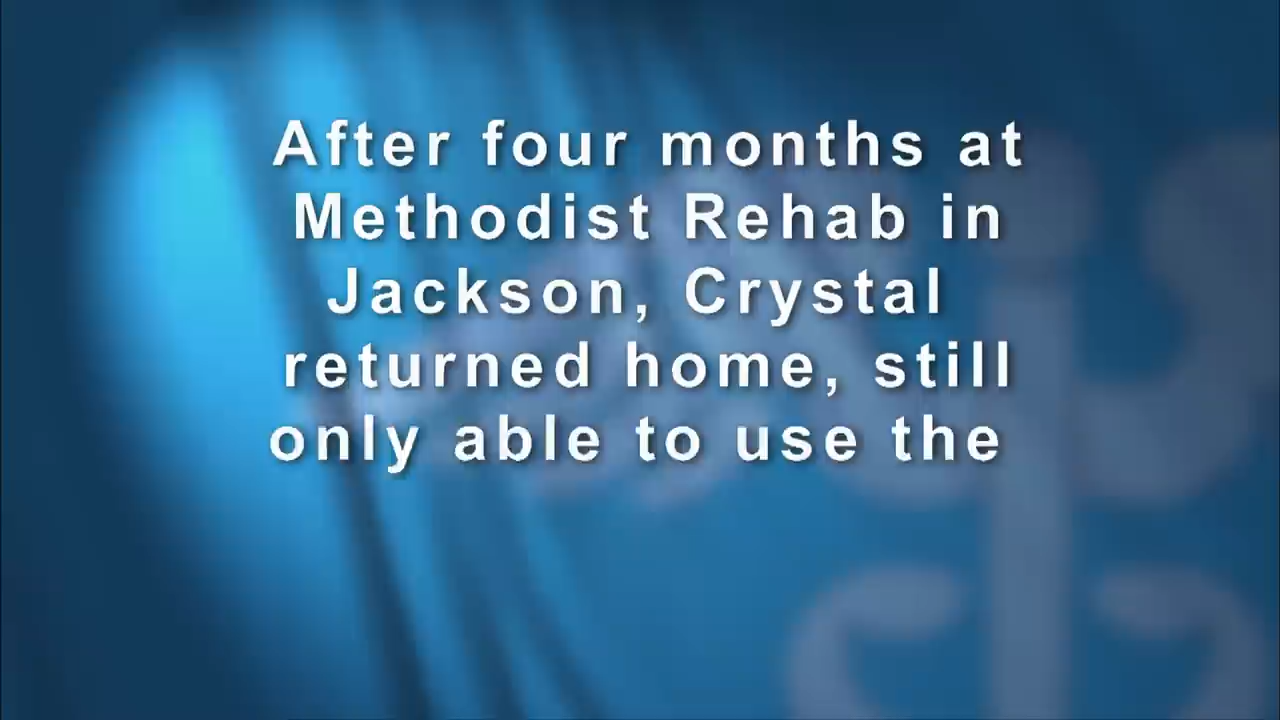 After four months at
Methodist Rehab in
Jackson, Crystal
returned home, still
only able to use the